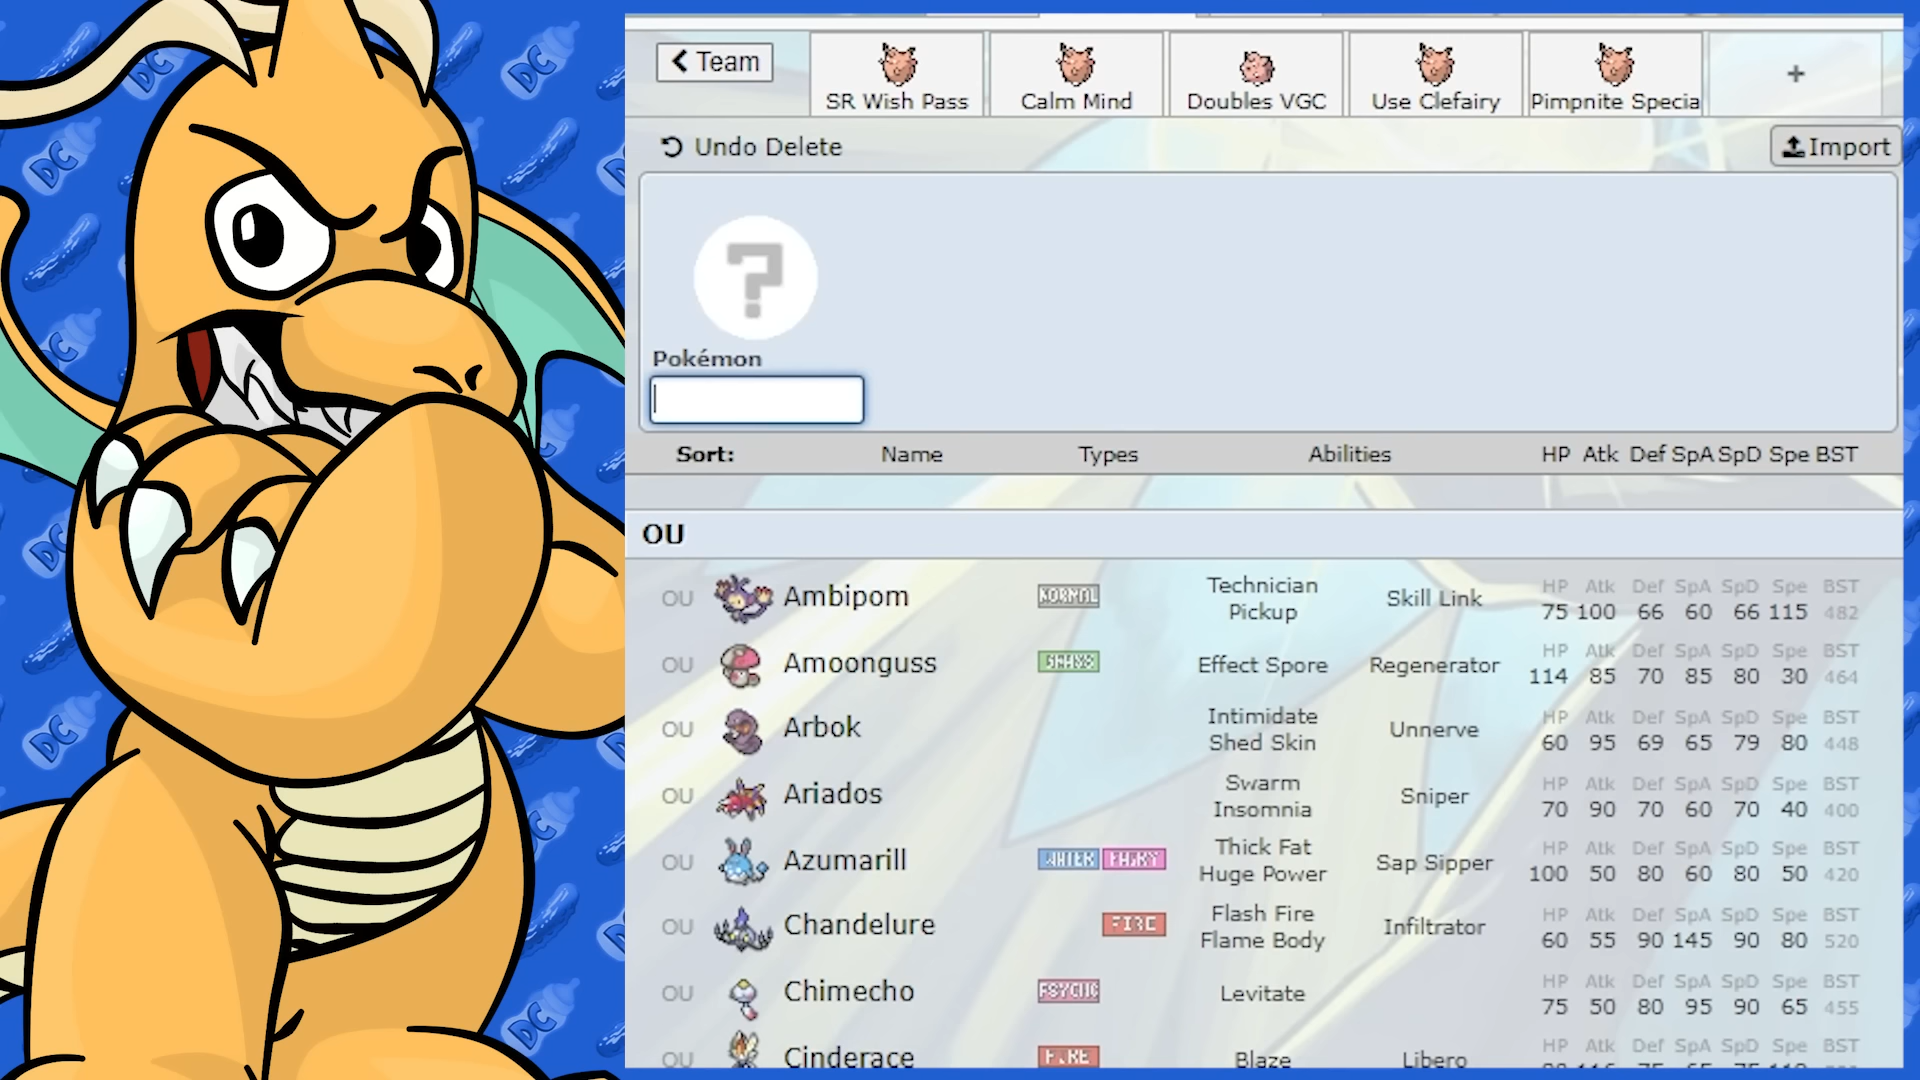 Team
SR Wish Pass
Calm Mind
Doubles VGC
Use Clefairy
Pimpnite Specia
+
Undo Delete
Import
?
Pokémon
Sort: Name Types Abilities HP Atk Def SpA SpD Spe BST
OU
OU Ambipom NORMAL Technician Pickup Skill Link HP 75 Atk 100 Def 66 SpA 60 SpD 66 Spe 115 BST 482
OU Amoonguss GRASS Effect Spore Regenerator HP 114 Atk 85 Def 70 SpA 85 SpD 80 Spe 30 BST 464
OU Arbok Intimidate Shed Skin Unnerve HP 60 Atk 95 Def 69 SpA 65 SpD 79 Spe 80 BST 448
OU Ariados Swarm Insomnia Sniper HP 70 Atk 90 Def 70 SpA 60 SpD 70 Spe 40 BST 400
OU Azumarill WATER FAIRY Thick Fat Huge Power Sap Sipper HP 100 Atk 50 Def 80 SpA 60 SpD 80 Spe 50 BST 420
OU Chandelure FIRE Flash Fire Flame Body Infiltrator HP 60 Atk 55 Def 90 SpA 145 SpD 90 Spe 80 BST 520
OU Chimecho PSYCHC Levitate HP 75 Atk 50 Def 80 SpA 95 SpD 90 Spe 65 BST 455
OU Cinderace FIRE Blaze Libero HP Atk Def SpA SpD Spe BST
DC
DC
DC
DC
DC
DC